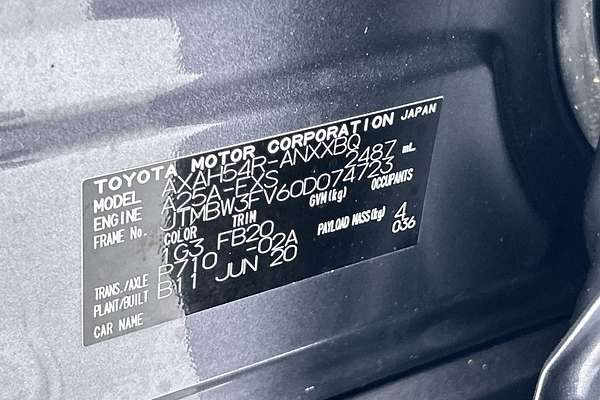 TOYOTA MOTOR CORPORATION JAPAN
MODEL AXAH54R-ANXXBQ
ENGINE A25A-FXS 2487 mL
FRAME No. JTMBW3FV60D074723
COLOR TRIM GVM(kg) OCCUPANTS
1G3 FB20 PAYLOAD MASS(kg) 4
TRANS./AXLE P710 -02A 036
PLANT/BUILT B11 JUN 20
CAR NAME